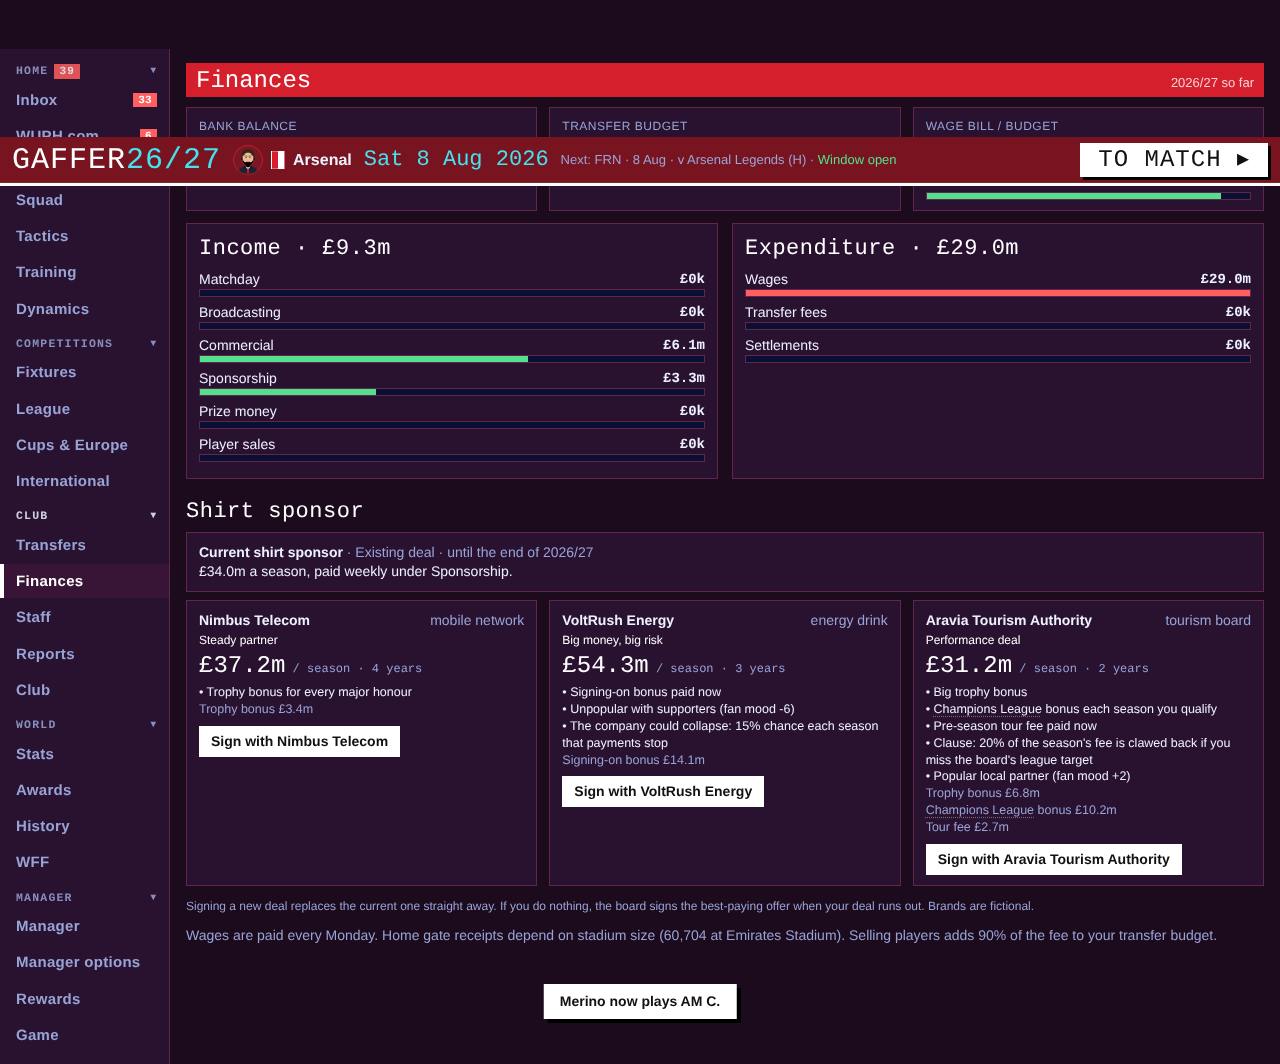 HOME 39 ▼
Inbox 33
WURH.com 6
GAFFER26/27 Arsenal Sat 8 Aug 2026 Next: FRN · 8 Aug · v Arsenal Legends (H) · Window open TO MATCH ►
Squad
Tactics
Training
Dynamics
COMPETITIONS ▼
Fixtures
League
Cups & Europe
International
CLUB ▼
Transfers
Finances
Staff
Reports
Club
WORLD ▼
Stats
Awards
History
WFF
MANAGER ▼
Manager
Manager options
Rewards
Game
Finances 2026/27 so far
BANK BALANCE
TRANSFER BUDGET
WAGE BILL / BUDGET
Income · £9.3m
Matchday £0k
Broadcasting £0k
Commercial £6.1m
Sponsorship £3.3m
Prize money £0k
Player sales £0k
Expenditure · £29.0m
Wages £29.0m
Transfer fees £0k
Settlements £0k
Shirt sponsor
Current shirt sponsor · Existing deal · until the end of 2026/27
£34.0m a season, paid weekly under Sponsorship.
Nimbus Telecom mobile network
Steady partner
£37.2m / season · 4 years
• Trophy bonus for every major honour
Trophy bonus £3.4m
Sign with Nimbus Telecom
VoltRush Energy energy drink
Big money, big risk
£54.3m / season · 3 years
• Signing-on bonus paid now
• Unpopular with supporters (fan mood -6)
• The company could collapse: 15% chance each season
that payments stop
Signing-on bonus £14.1m
Sign with VoltRush Energy
Aravia Tourism Authority tourism board
Performance deal
£31.2m / season · 2 years
• Big trophy bonus
• Champions League bonus each season you qualify
• Pre-season tour fee paid now
• Clause: 20% of the season's fee is clawed back if you
miss the board's league target
• Popular local partner (fan mood +2)
Trophy bonus £6.8m
Champions League bonus £10.2m
Tour fee £2.7m
Sign with Aravia Tourism Authority
Signing a new deal replaces the current one straight away. If you do nothing, the board signs the best-paying offer when your deal runs out. Brands are fictional.
Wages are paid every Monday. Home gate receipts depend on stadium size (60,704 at Emirates Stadium). Selling players adds 90% of the fee to your transfer budget.
Merino now plays AM C.